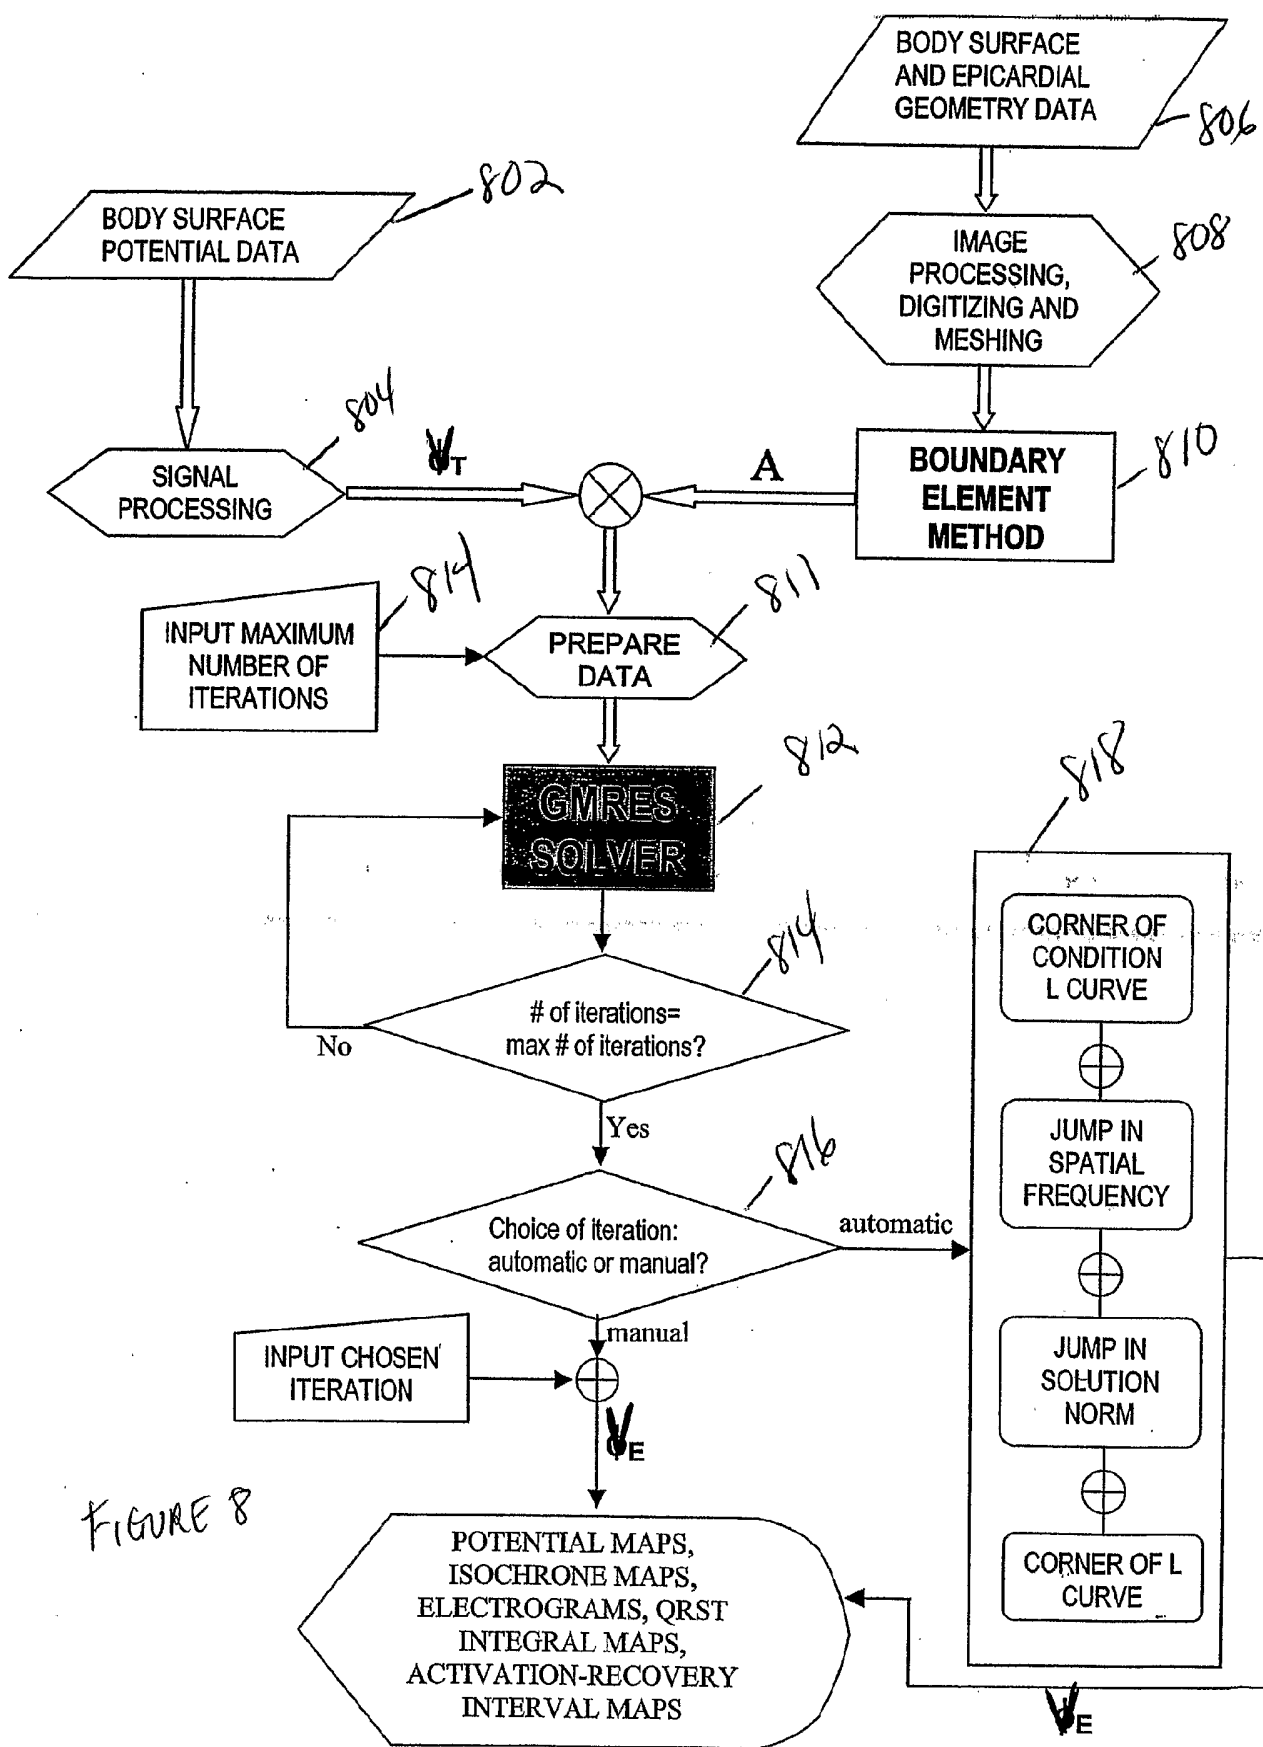 BODY SURFACE
AND EPICARDIAL
GEOMETRY DATA
806
802
BODY SURFACE
POTENTIAL DATA
IMAGE
PROCESSING,
DIGITIZING AND
MESHING
808
804
SIGNAL
PROCESSING
T
A
BOUNDARY
ELEMENT
METHOD
810
814
INPUT MAXIMUM
NUMBER OF
ITERATIONS
PREPARE
DATA
811
GMRES
SOLVER
812
818
814
# of iterations=
max # of iterations?
No
Yes
816
Choice of iteration:
automatic or manual?
automatic
manual
INPUT CHOSEN
ITERATION
E
CORNER OF
CONDITION
L CURVE
JUMP IN
SPATIAL
FREQUENCY
JUMP IN
SOLUTION
NORM
CORNER OF L
CURVE
FIGURE 8
POTENTIAL MAPS,
ISOCHRONE MAPS,
ELECTROGRAMS, QRST
INTEGRAL MAPS,
ACTIVATION-RECOVERY
INTERVAL MAPS
E